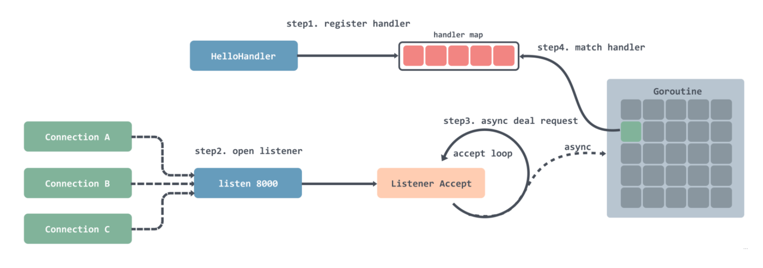 step1. register handler
handler map
HelloHandler
step4. match handler
Goroutine
step3. async deal request
Connection A
step2. open listener
accept loop
async
Connection B
listen 8000
Listener Accept
Connection C